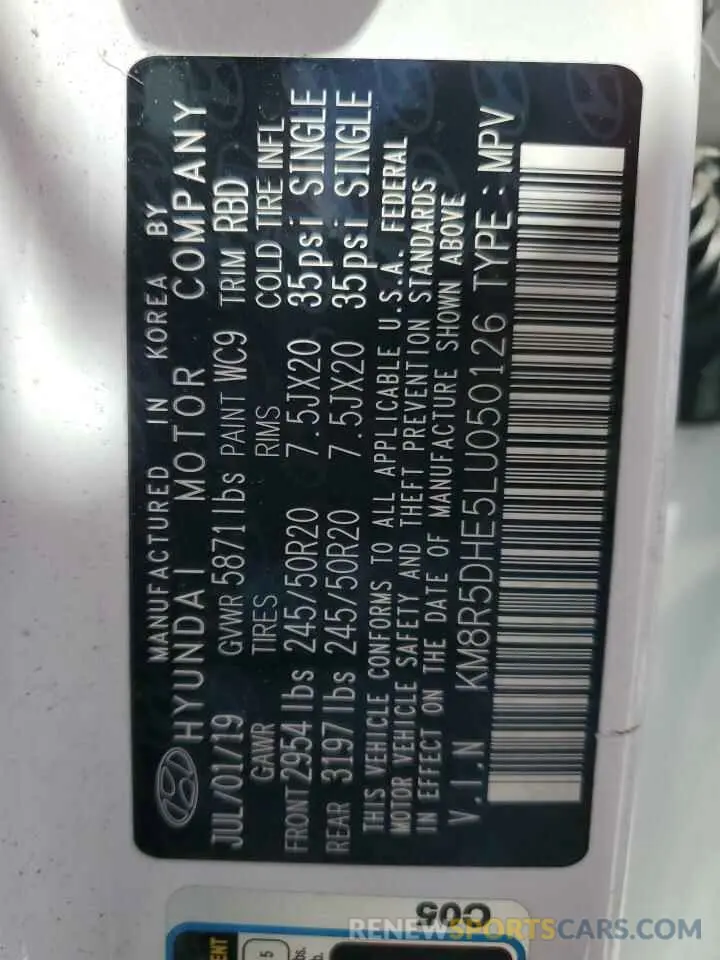 MANUFACTURED IN KOREA BY
HYUNDAI MOTOR COMPANY
JUL/01/19 GVWR 5871lbs PAINT WC9 TRIM RBD
GAWR TIRES RIMS COLD TIRE INFL
FRONT 2954 lbs 245/50R20 7.5JX20 35psi SINGLE
REAR 3197 lbs 245/50R20 7.5JX20 35psi SINGLE
THIS VEHICLE CONFORMS TO ALL APPLICABLE U.S.A. FEDERAL
MOTOR VEHICLE SAFETY AND THEFT PREVENTION STANDARDS
IN EFFECT ON THE DATE OF MANUFACTURE SHOWN ABOVE
V.I.N KM8R5DHE5LU050126 TYPE : MPV
C05
5
RENEWSPORTSCARS.COM